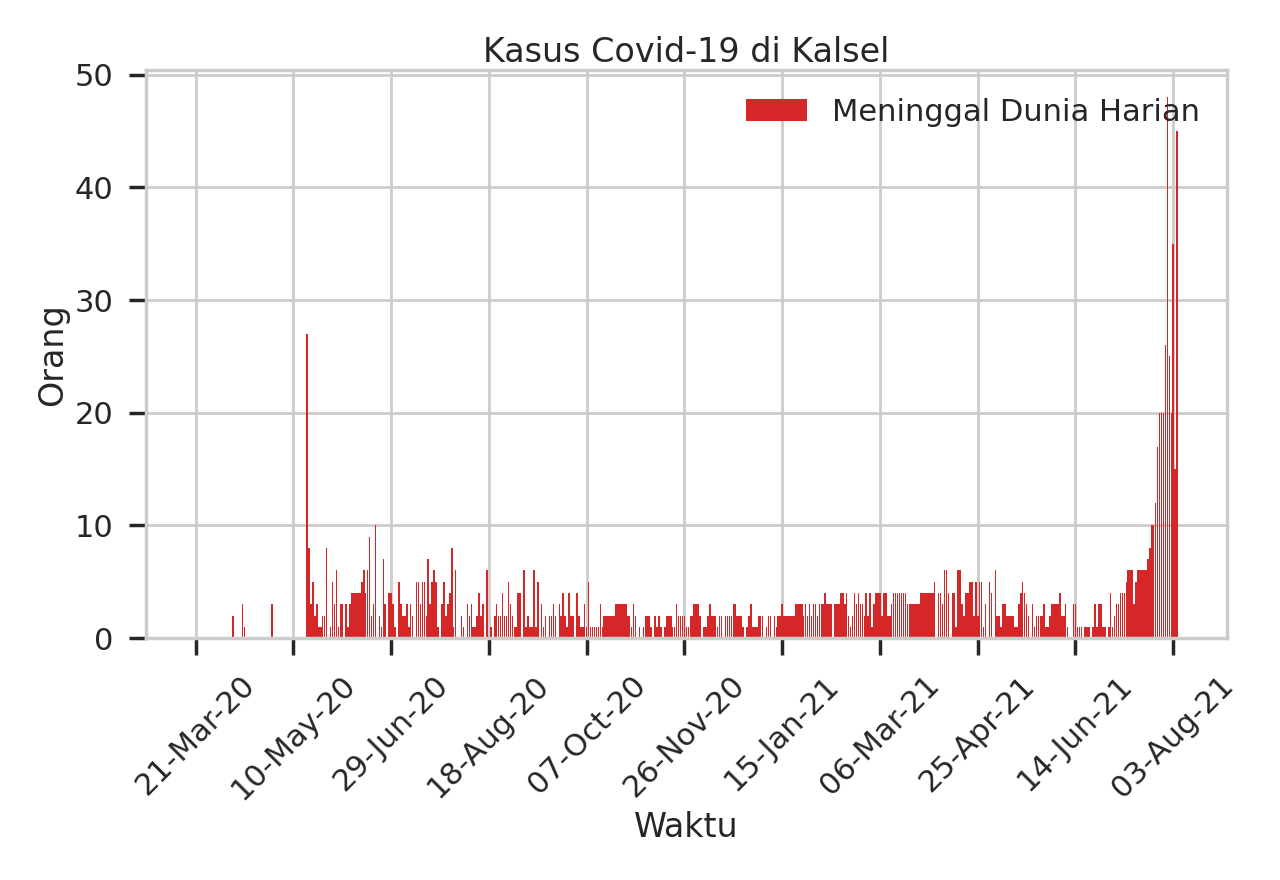 Kasus Covid-19 di Kalsel
50
40
30
20
10
0
Orang
Meninggal Dunia Harian
21-Mar-20
10-May-20
29-Jun-20
18-Aug-20
07-Oct-20
26-Nov-20
15-Jan-21
06-Mar-21
25-Apr-21
14-Jun-21
03-Aug-21
Waktu